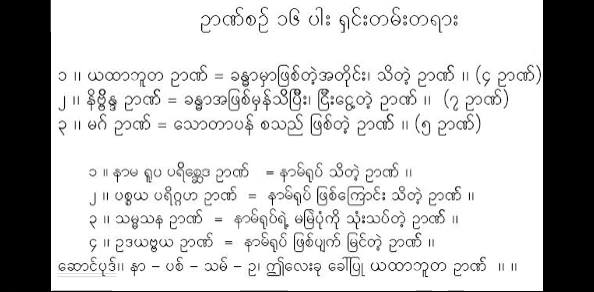 ဉာဏ်စဉ် ၁၆ ပါး ရှင်းတမ်းတရား
၁ ။ ယထာဘူတ ဉာဏ် = ခန္ဓာမှာဖြစ်တဲ့အတိုင်း၊ သိတဲ့ ဉာဏ် ။ (၄ ဉာဏ်)
၂ ။ နိဗ္ဗိန္ဒ ဉာဏ် = ခန္ဓာအဖြစ်မှန်သိပြီး၊ ငြီးငွေ့တဲ့ ဉာဏ် ။ (၇ ဉာဏ်)
၃ ။ မဂ် ဉာဏ် = သောတာပန် စသည် ဖြစ်တဲ့ ဉာဏ် ။ (၅ ဉာဏ်)
၁ ။ နာမ ရူပ ပရိစ္ဆေဒ ဉာဏ် = နာမ်ရုပ် သိတဲ့ ဉာဏ် ။
၂ ။ ပစ္စယ ပရိဂ္ဂဟ ဉာဏ် = နာမ်ရုပ် ဖြစ်ကြောင်း သိတဲ့ ဉာဏ် ။
၃ ။ သမ္မသန ဉာဏ် = နာမ်ရုပ်ရဲ့ မမြဲပုံကို သုံးသပ်တဲ့ ဉာဏ် ။
၄ ။ ဥဒယဗ္ဗယ ဉာဏ် = နာမ်ရုပ် ဖြစ်ပျက် မြင်တဲ့ ဉာဏ် ။
ဆောင်ပုဒ်။ နာ – ပစ် – သမ် – ဥ၊ ဤလေးခု ခေါ်ပြု ယထာဘူတ ဉာဏ် ။ ။